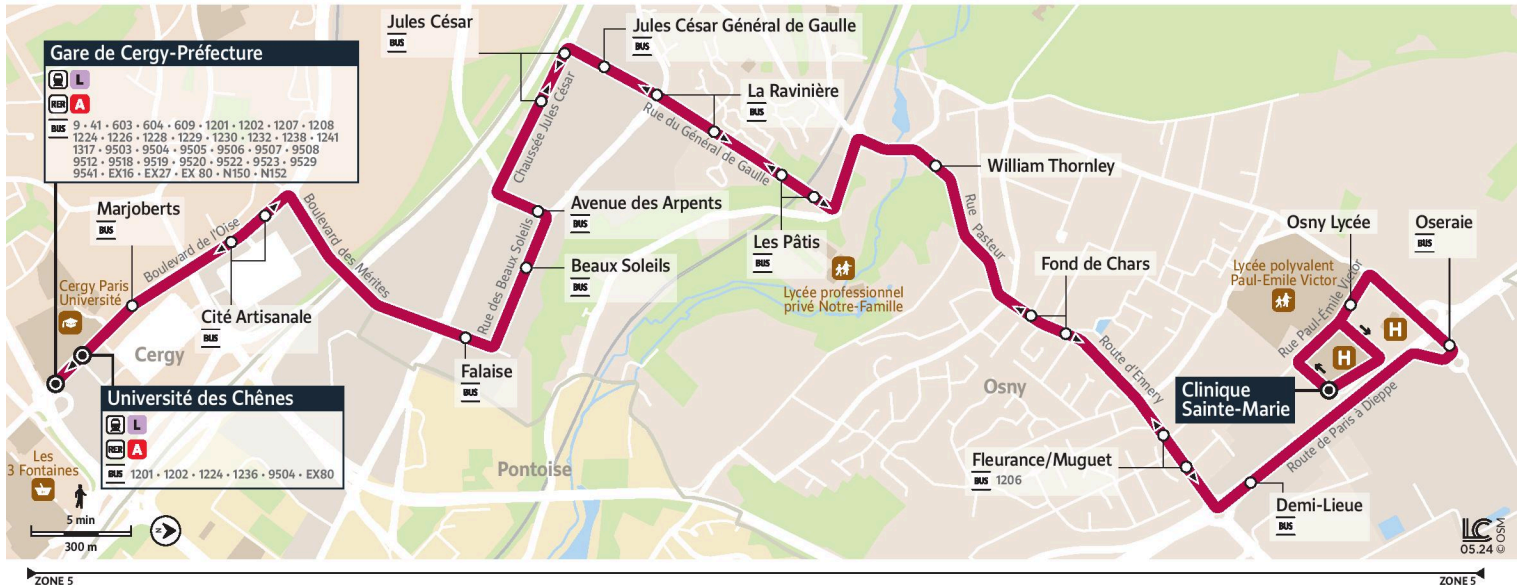 Jules César
BUS
Jules César Général de Gaulle
BUS
Gare de Cergy-Préfecture
L
RER A
BUS 9 • 41 • 603 • 604 • 609 • 1201 • 1202 • 1207 • 1208
1224 • 1226 • 1228 • 1229 • 1230 • 1232 • 1238 • 1241
1317 • 9503 • 9504 • 9505 • 9506 • 9507 • 9508
9512 • 9518 • 9519 • 9520 • 9522 • 9523 • 9529
9541 • EX16 • EX27 • EX 80 • N150 • N152
La Ravinière
BUS
Chaussée Jules César
Rue du Général de Gaulle
William Thornley
Marjoberts
BUS
Boulevard de l'Oise
Boulevard des Mérites
Avenue des Arpents
BUS
Rue des Beaux Soleils
Beaux Soleils
BUS
Les Pâtis
BUS
Rue Pasteur
Osny Lycée
Oseraie
BUS
Fond de Chars
Lycée polyvalent
Paul-Emile Victor
Rue Paul-Émile Victor
Lycée professionnel
privé Notre-Famille
Cergy Paris
Université
Cité Artisanale
BUS
Cergy
Falaise
BUS
Route d'Ennery
Osny
H
H
Clinique
Sainte-Marie
Route de Paris à Dieppe
Université des Chênes
L
RER A
BUS 1201 • 1202 • 1224 • 1236 • 9504 • EX80
Les
3 Fontaines
Pontoise
Fleurance/Muguet
BUS 1206
Demi-Lieue
BUS
5 min
300 m
N
LC
05.24 © OSM
ZONE 5
ZONE 5